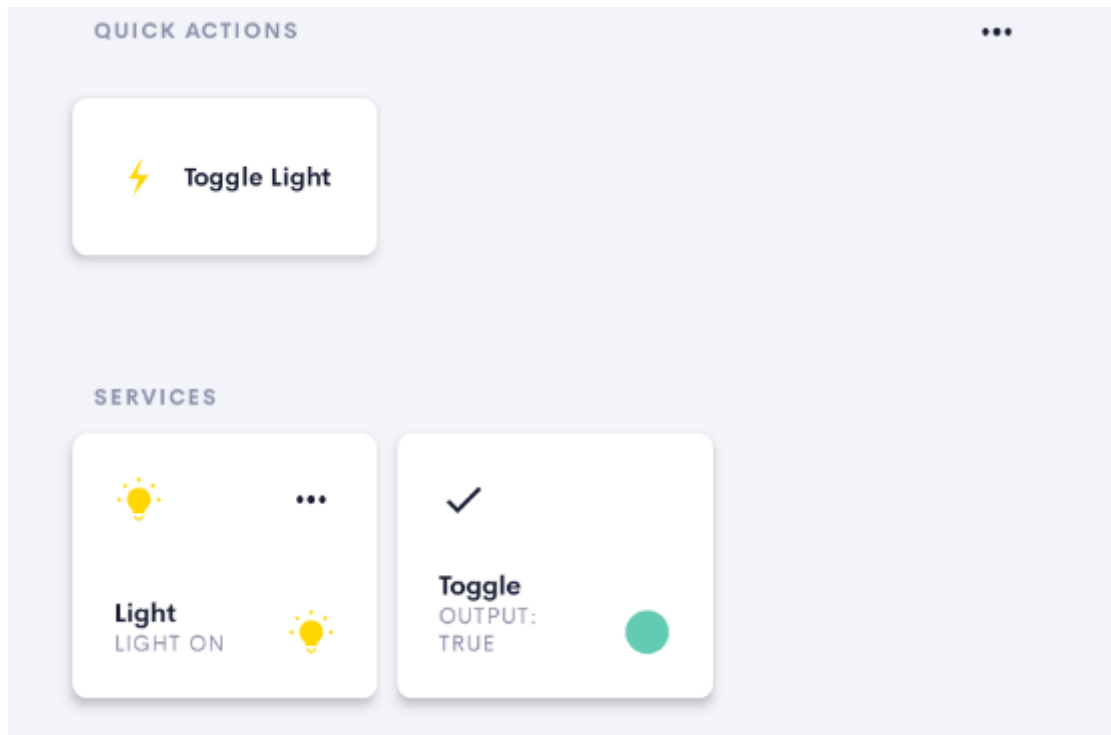 QUICK ACTIONS
Toggle Light
SERVICES
Light
LIGHT ON
Toggle
OUTPUT:
TRUE